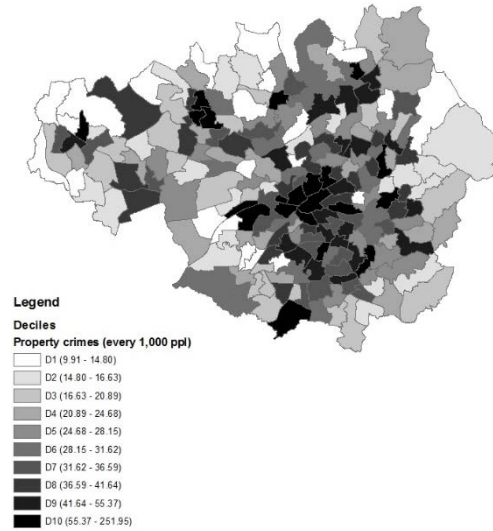 Legend
Deciles
Property crimes (every 1,000 ppl)
D1 (9.91 - 14.80)
D2 (14.80 - 16.63)
D3 (16.63 - 20.89)
D4 (20.89 - 24.68)
D5 (24.68 - 28.15)
D6 (28.15 - 31.62)
D7 (31.62 - 36.59)
D8 (36.59 - 41.64)
D9 (41.64 - 55.37)
D10 (55.37 - 251.95)